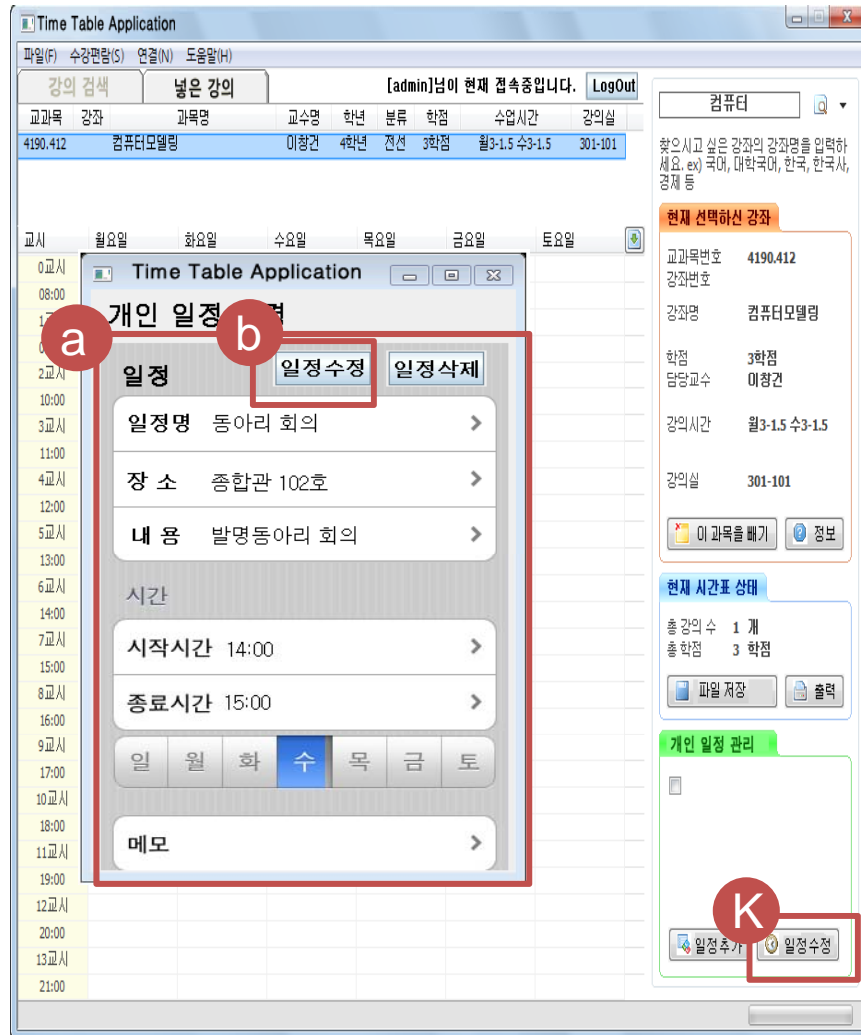 Time Table Application
파일(F) 수강편람(S) 연결(N) 도움말(H)
강의 검색 넣은 강의 [admin]님이 현재 접속중입니다. LogOut
교과목 강좌 과목명 교수명 학년 분류 학점 수업시간 강의실
4190.412 컴퓨터모델링 이창건 4학년 전선 3학점 월3-1.5 수3-1.5 301-101
교시 월요일 화요일 수요일 목요일 금요일 토요일
0교시
08:00
2교시
10:00
3교시
11:00
4교시
12:00
5교시
13:00
6교시
14:00
7교시
15:00
8교시
16:00
9교시
17:00
10교시
18:00
11교시
19:00
12교시
20:00
13교시
21:00
Time Table Application
개인 일정
a
b
일정 일정수정 일정삭제
일정명 동아리 회의
장 소 종합관 102호
내 용 발명동아리 회의
시간
시작시간 14:00
종료시간 15:00
일 월 화 수 목 금 토
메모
컴퓨터
찾으시고 싶은 강좌의 강좌명을 입력하
세요. ex) 국어, 대학국어, 한국, 한국사,
경제 등
현재 선택하신 강좌
교과목번호 4190.412
강좌번호
강좌명 컴퓨터모델링
학점 3학점
담당교수 이창건
강의시간 월3-1.5 수3-1.5
강의실 301-101
이 과목을 빼기 정보
현재 시간표 상태
총 강의 수 1 개
총 학점 3 학점
파일 저장 출력
개인 일정 관리
K
일정추가 일정수정